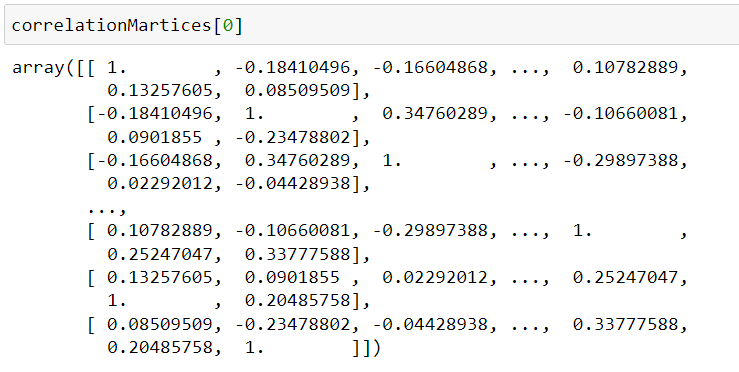 correlationMartices[0]
array([[ 1.        , -0.18410496, -0.16604868, ...,  0.10782889,
         0.13257605,  0.08509509],
       [-0.18410496,  1.        ,  0.34760289, ..., -0.10660081,
         0.0901855 , -0.23478802],
       [-0.16604868,  0.34760289,  1.        , ..., -0.29897388,
         0.02292012, -0.04428938],
       ...,
       [ 0.10782889, -0.10660081, -0.29897388, ...,  1.        ,
         0.25247047,  0.33777588],
       [ 0.13257605,  0.0901855 ,  0.02292012, ...,  0.25247047,
         1.        ,  0.20485758],
       [ 0.08509509, -0.23478802, -0.04428938, ...,  0.33777588,
         0.20485758,  1.        ]])